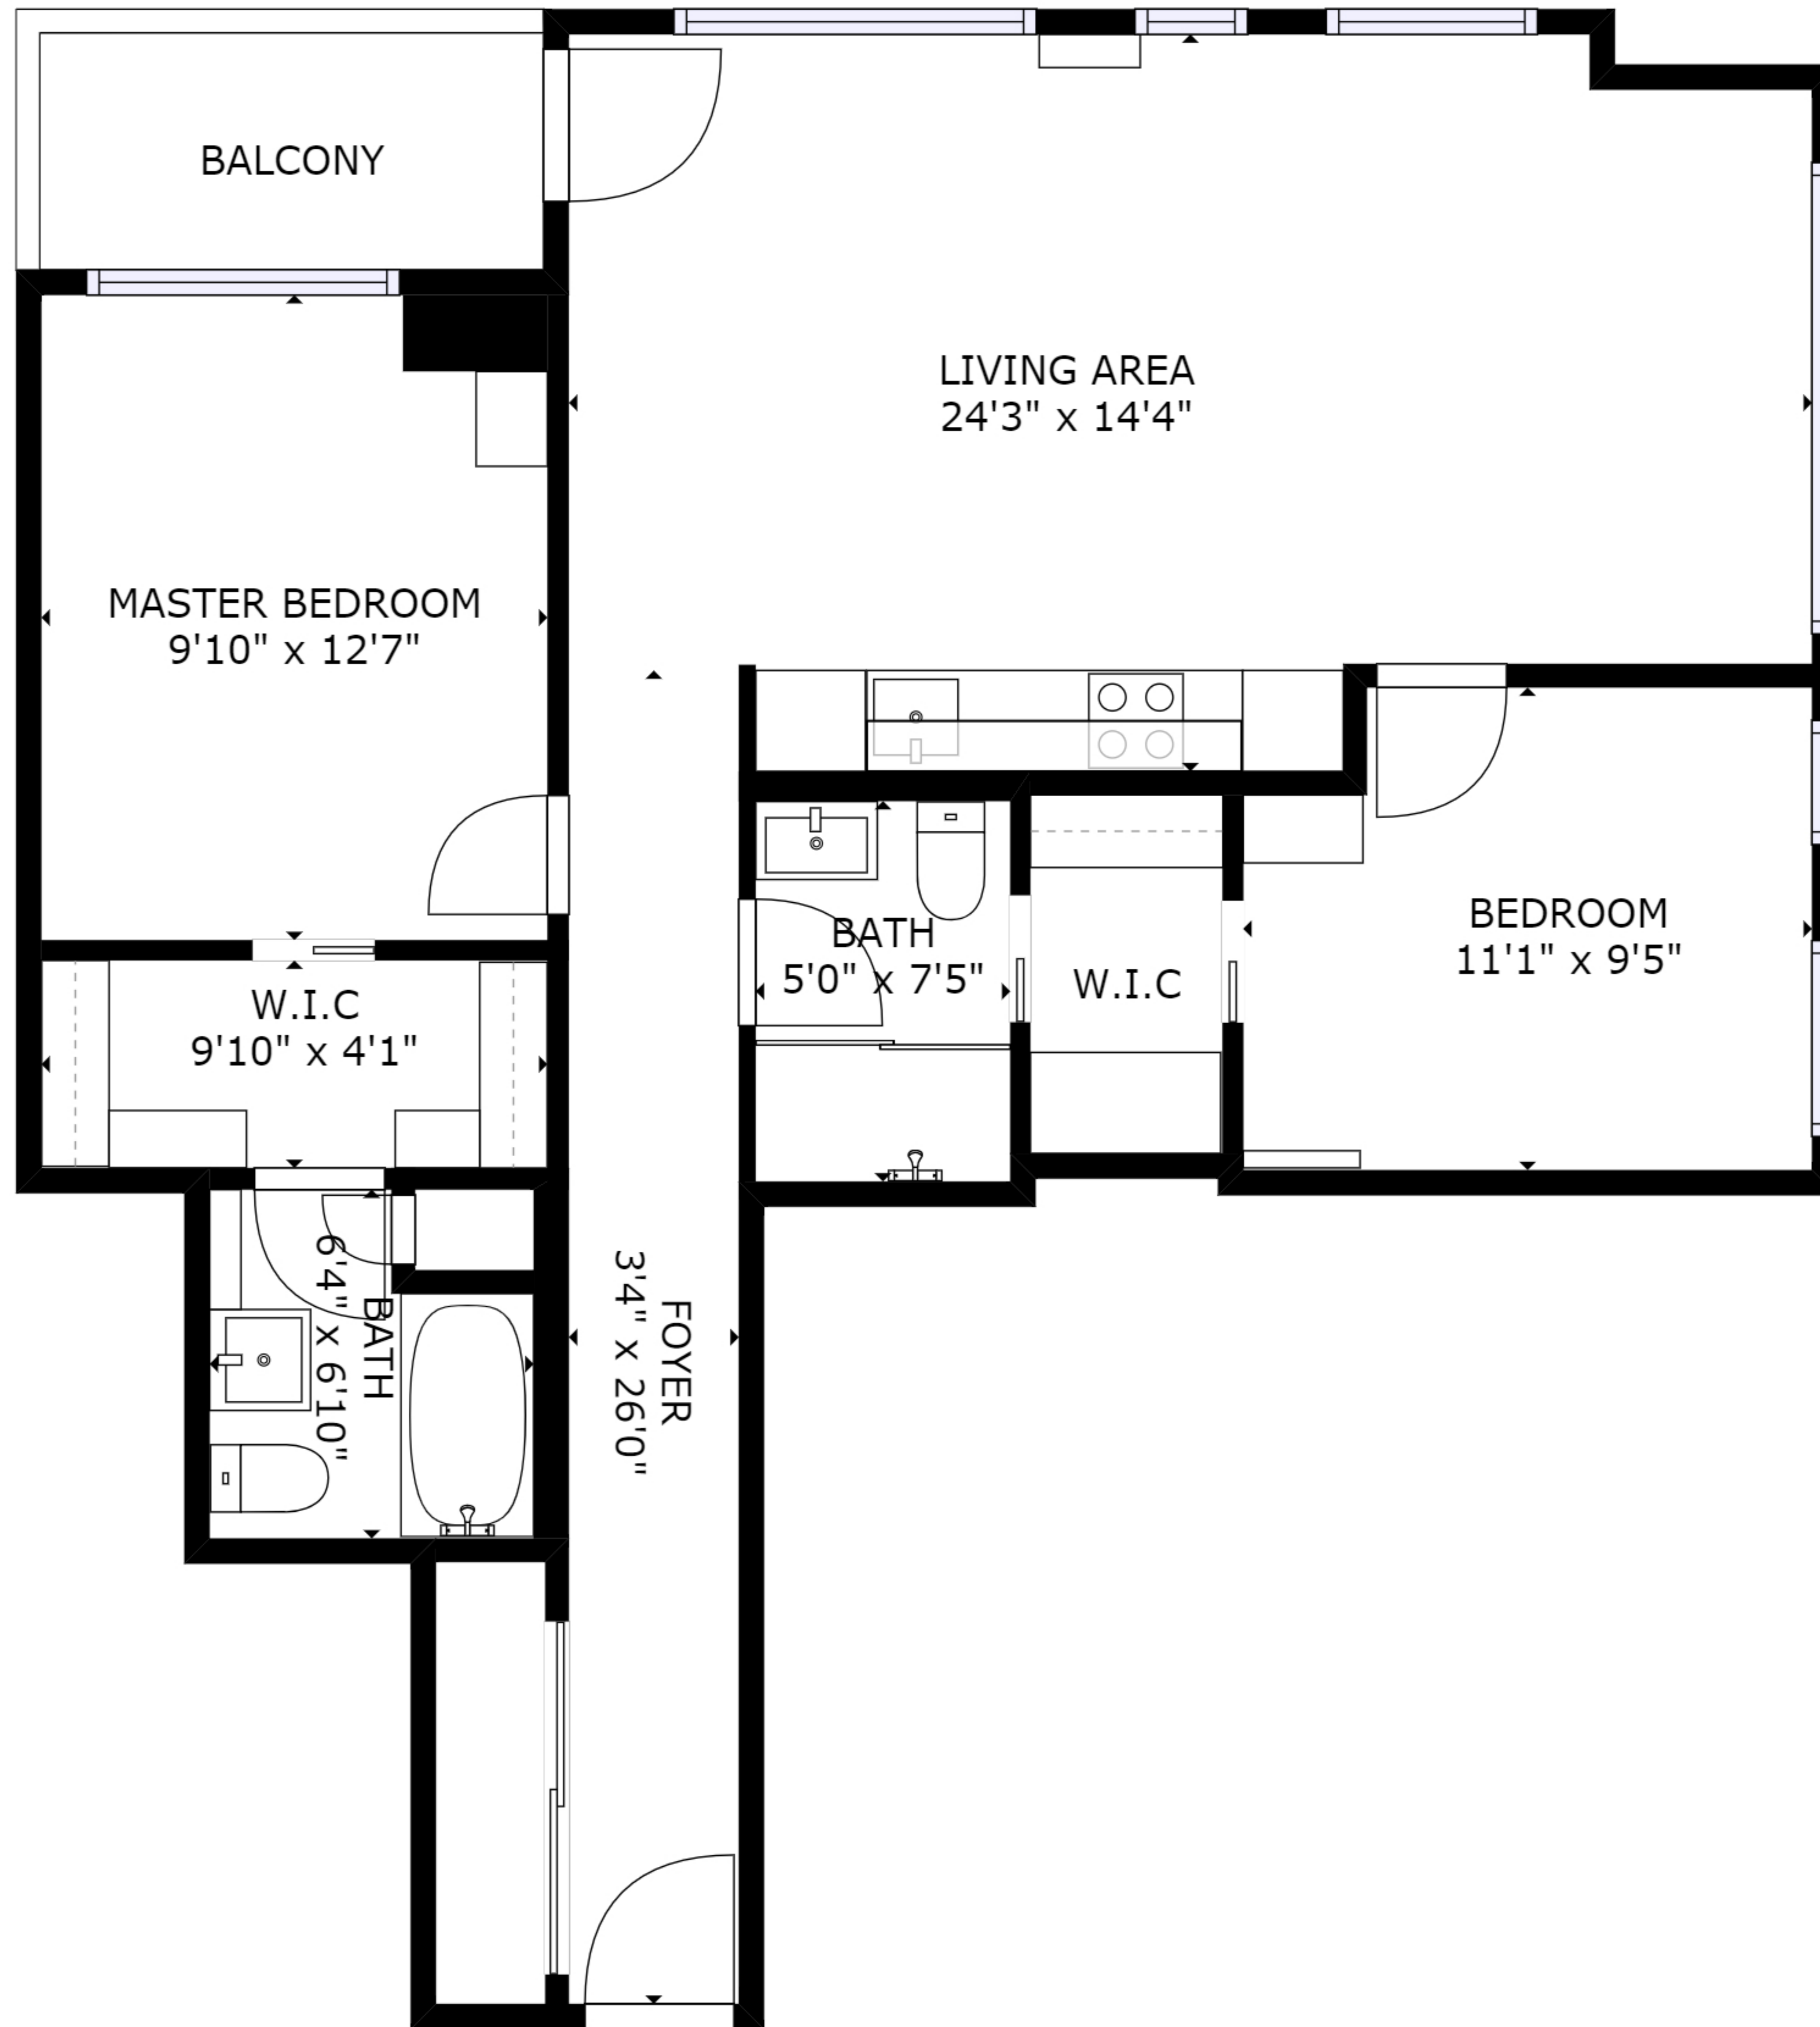 BALCONY
LIVING AREA
24'3" x 14'4"
MASTER BEDROOM
9'10" x 12'7"
BEDROOM
11'1" x 9'5"
BATH
5'0" x 7'5"
W.I.C
W.I.C
9'10" x 4'1"
BATH
6'4" x 6'10"
FOYER
3'4" x 26'0"